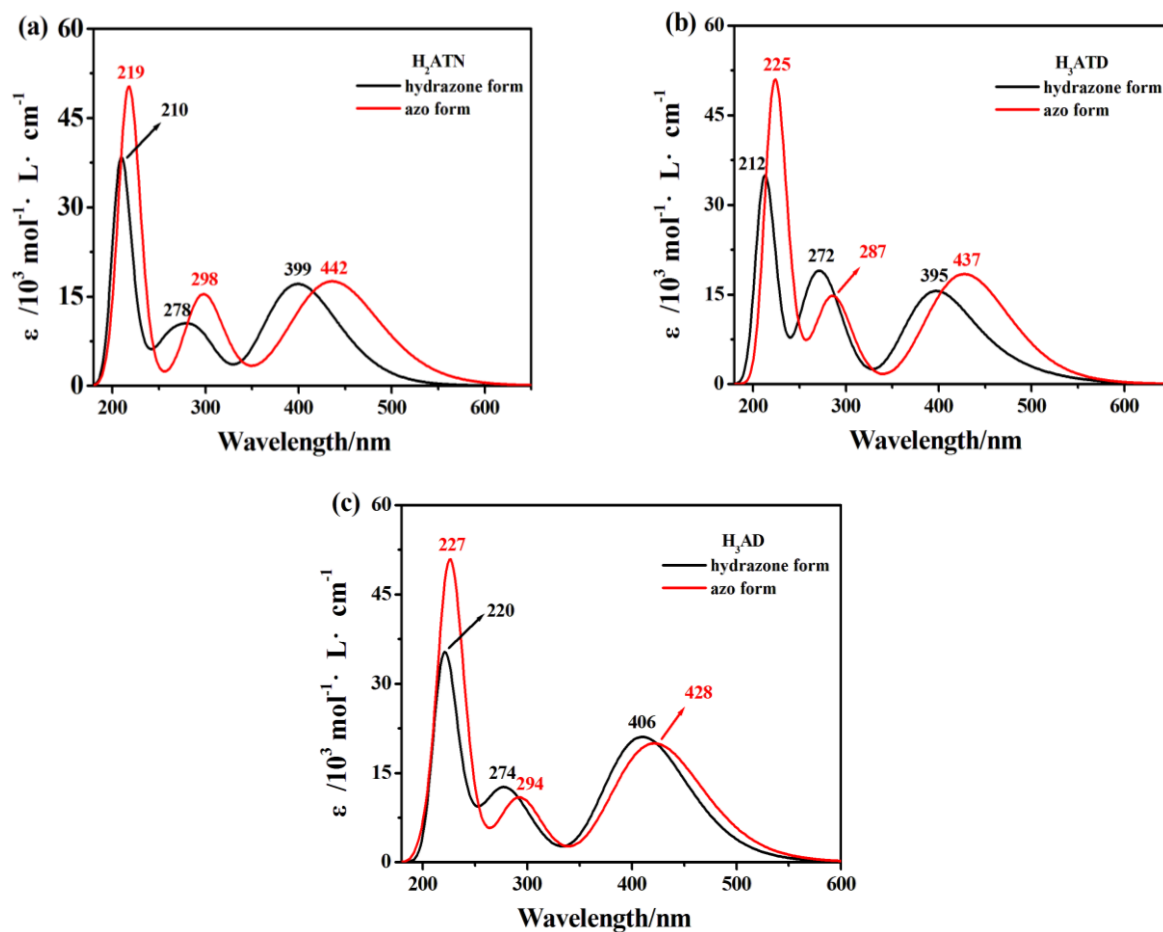 (a)
60
45
30
15
0
ε /10³ mol⁻¹· L· cm⁻¹
H₂ATN
hydrazone form
azo form
219
210
278
298
399
442
200 300 400 500 600
Wavelength/nm
(b)
60
45
30
15
0
ε /10³ mol⁻¹· L· cm⁻¹
H₃ATD
hydrazone form
azo form
225
212
272
287
395
437
200 300 400 500 600
Wavelength/nm
(c)
60
45
30
15
0
ε /10³ mol⁻¹· L· cm⁻¹
H₃AD
hydrazone form
azo form
227
220
274
294
406
428
200 300 400 500 600
Wavelength/nm